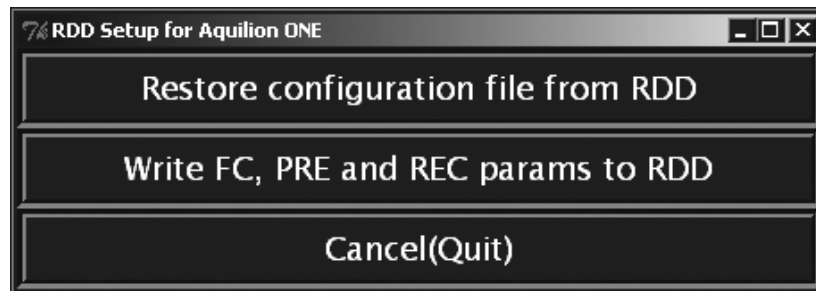 RDD Setup for Aquilion ONE
Restore configuration file from RDD
Write FC, PRE and REC params to RDD
Cancel(Quit)